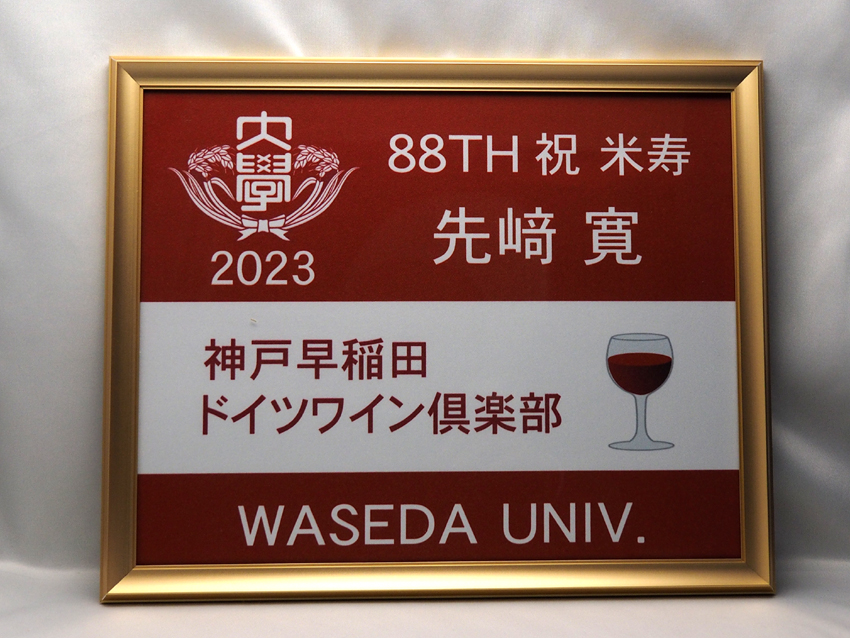 大學
2023
88TH 祝 米寿
先﨑 寛
神戸早稲田
ドイツワイン倶楽部
WASEDA UNIV.